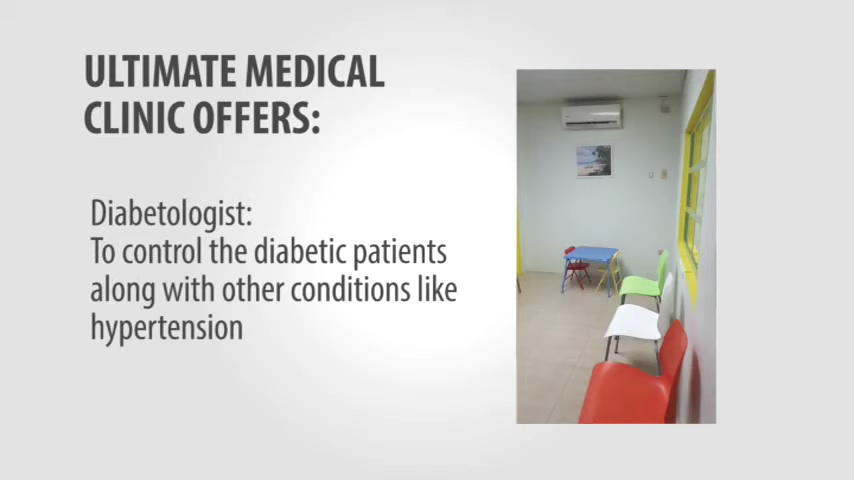 ULTIMATE MEDICAL
CLINIC OFFERS:
Diabetologist:
To control the diabetic patients
along with other conditions like
hypertension